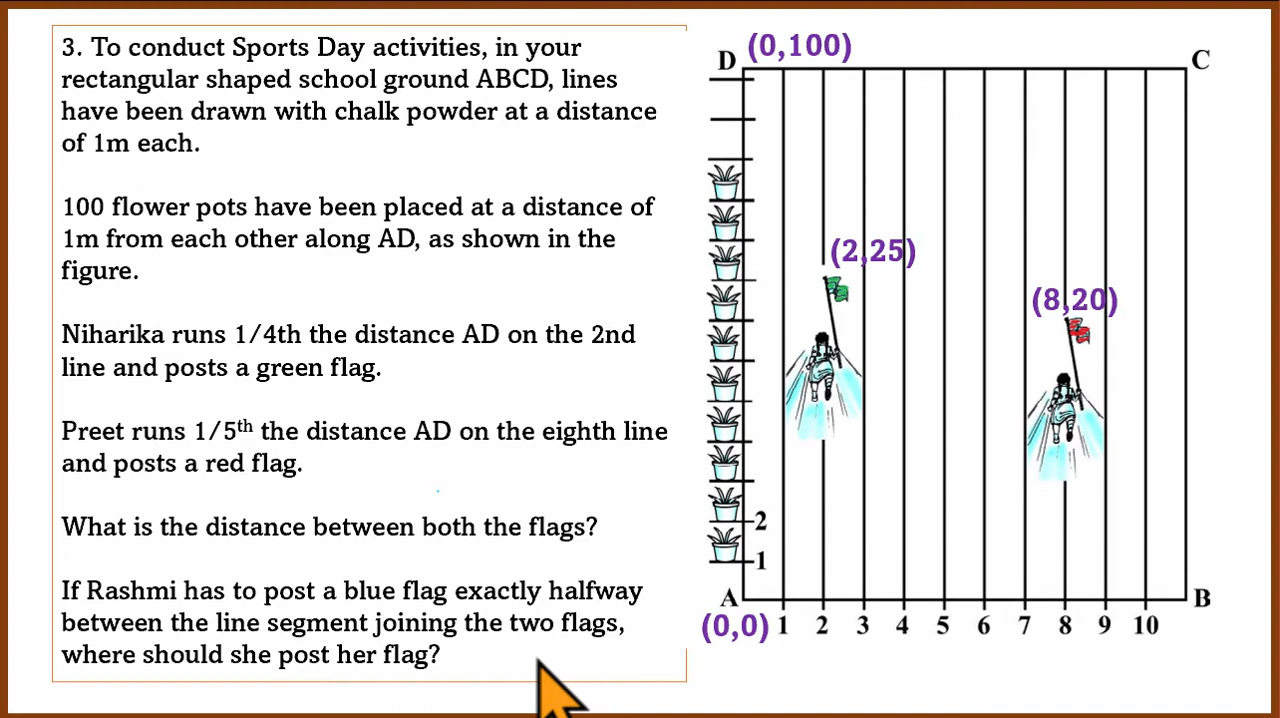 3. To conduct Sports Day activities, in your
rectangular shaped school ground ABCD, lines
have been drawn with chalk powder at a distance
of 1m each.
100 flower pots have been placed at a distance of
1m from each other along AD, as shown in the
figure.
Niharika runs 1/4th the distance AD on the 2nd
line and posts a green flag.
Preet runs 1/5th the distance AD on the eighth line
and posts a red flag.
What is the distance between both the flags?
If Rashmi has to post a blue flag exactly halfway
between the line segment joining the two flags,
where should she post her flag?
D (0,100) C
(2,25)
(8,20)
2
1
A B
(0,0) 1 2 3 4 5 6 7 8 9 10